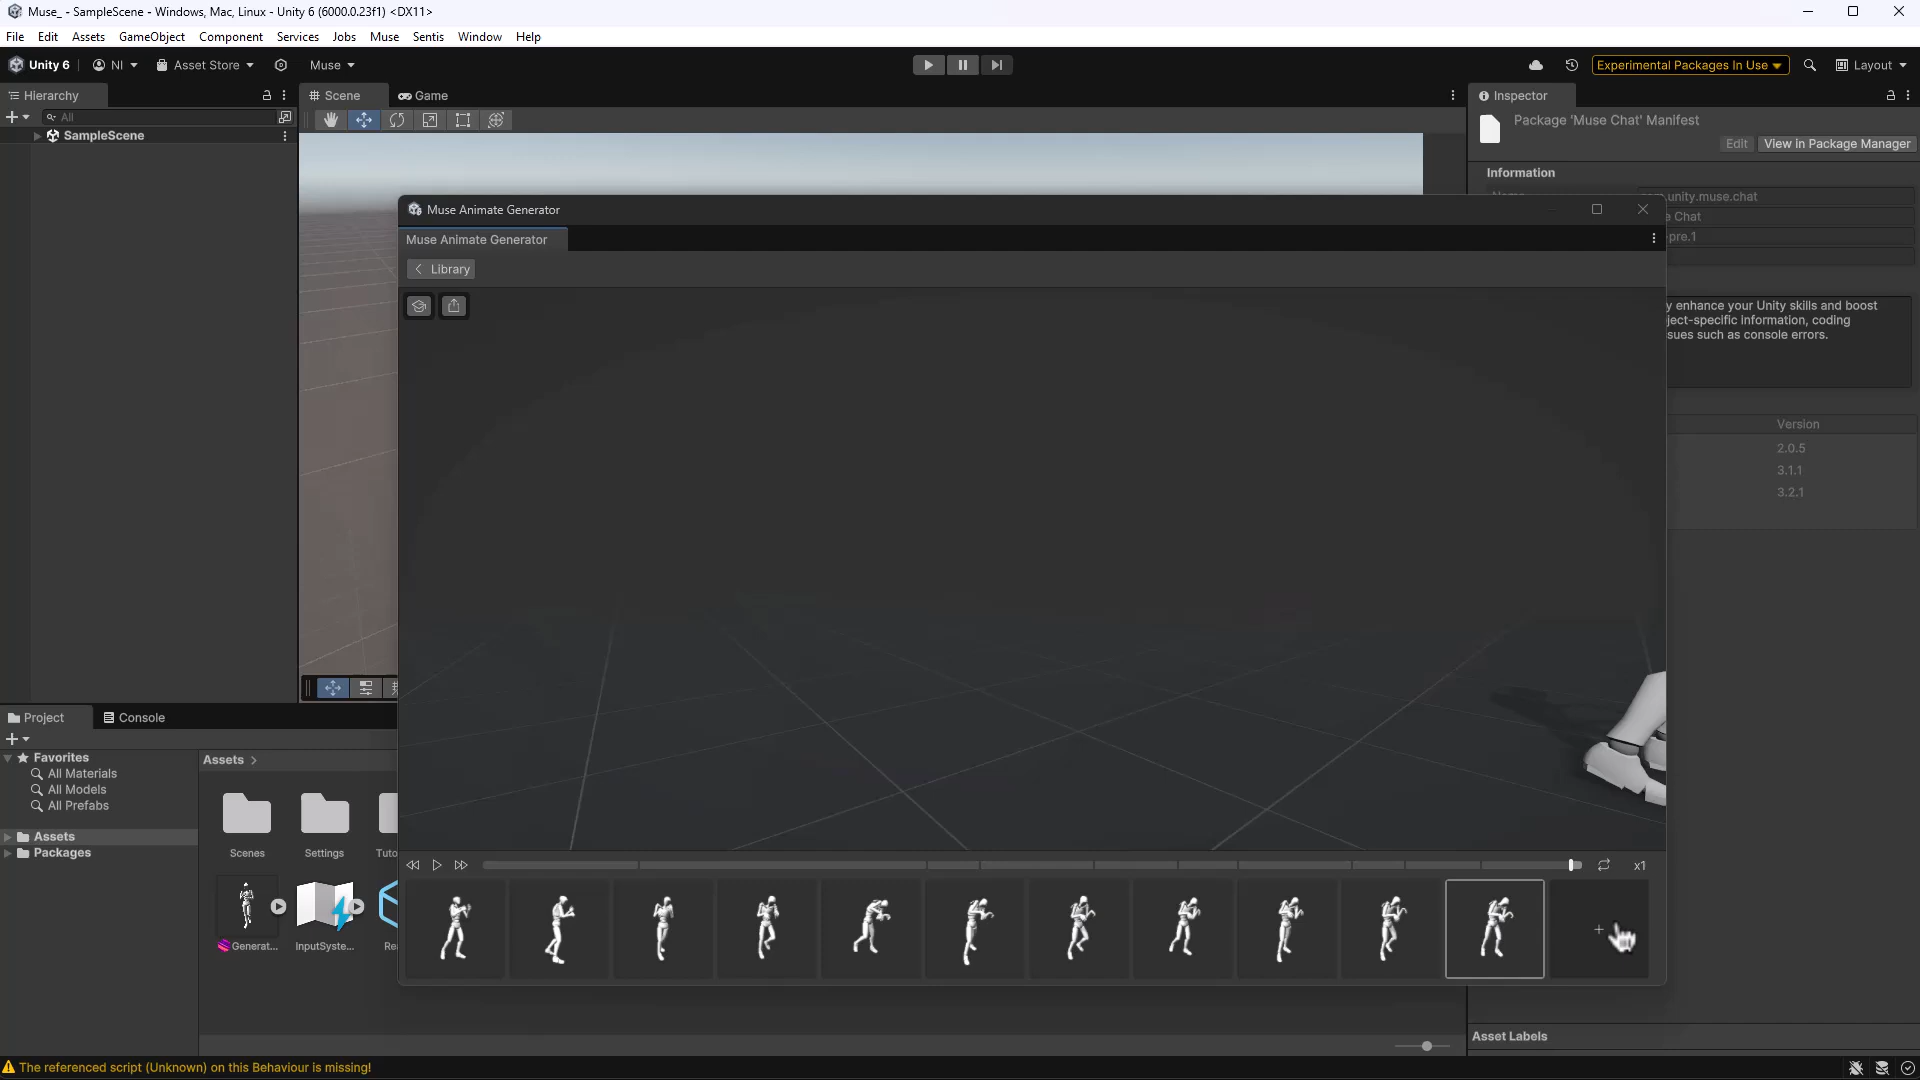 Muse_ - SampleScene - Windows, Mac, Linux - Unity 6 (6000.0.23f1) <DX11>
File Edit Assets GameObject Component Services Jobs Muse Sentis Window Help
Unity 6 NI Asset Store Muse Experimental Packages In Use Layout
Hierarchy
All
SampleScene
Scene Game
Inspector
Package 'Muse Chat' Manifest
Edit View in Package Manager
Information
unity.muse.chat
e Chat
pre.1
y enhance your Unity skills and boost
ject-specific information, coding
sues such as console errors.
Version
2.0.5
3.1.1
3.2.1
Asset Labels
Muse Animate Generator
Muse Animate Generator
Library
x1
Project Console
Favorites
All Materials
All Models
All Prefabs
Assets
Packages
Assets
Scenes Settings Tuto
Generat... InputSyste... Rea
The referenced script (Unknown) on this Behaviour is missing!